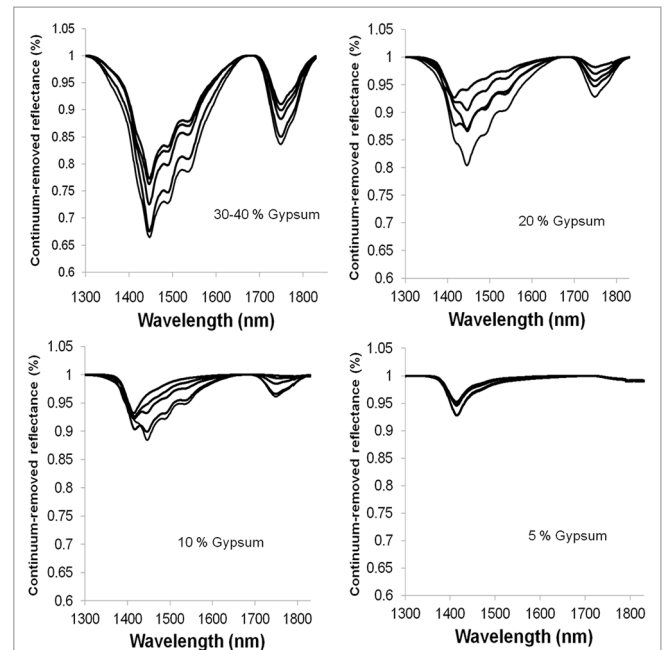 Continuum-removed reflectance (%)
1.05
1
0.95
0.9
0.85
0.8
0.75
0.7
0.65
0.6
30-40 % Gypsum
1300 1400 1500 1600 1700 1800
Wavelength (nm)
Continuum-removed reflectance (%)
1.05
1
0.95
0.9
0.85
0.8
0.75
0.7
0.65
0.6
20 % Gypsum
1300 1400 1500 1600 1700 1800
Wavelength (nm)
Continuum-removed reflectance (%)
1.05
1
0.95
0.9
0.85
0.8
0.75
0.7
0.65
0.6
10 % Gypsum
1300 1400 1500 1600 1700 1800
Wavelength (nm)
Continuum-removed reflectance (%)
1.05
1
0.95
0.9
0.85
0.8
0.75
0.7
0.65
0.6
5 % Gypsum
1300 1400 1500 1600 1700 1800
Wavelength (nm)